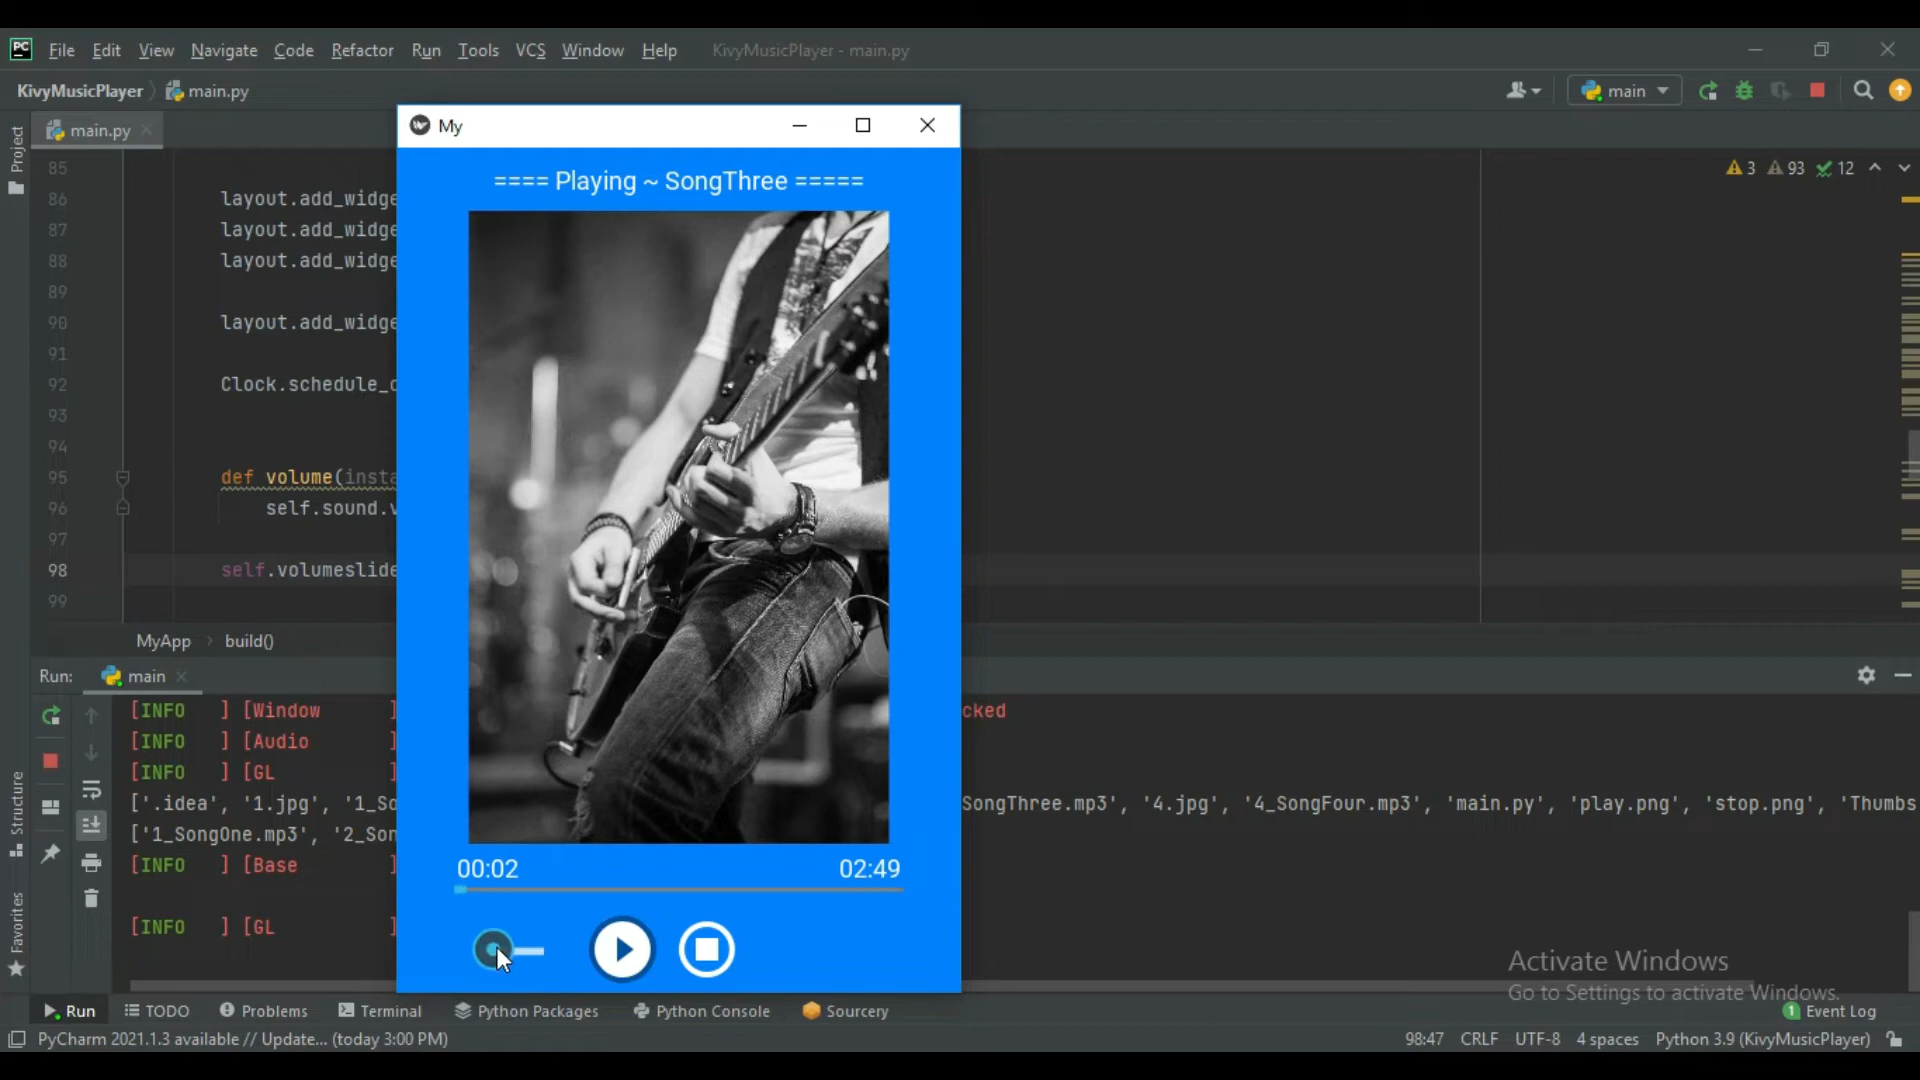 PC File Edit View Navigate Code Refactor Run Tools VCS Window Help KivyMusicPlayer - main.py
KivyMusicPlayer main.py main
main.py
My
==== Playing ~ SongThree =====
Project
3 93 12
85
86 layout.add_widge
87 layout.add_widge
88 layout.add_widge
89
90 layout.add_widge
91
92 Clock.schedule_o
93
94
95 def volume(insta
96 self.sound.v
97
98 self.volumeslide
99
MyApp build()
Run: main
[INFO ] [Window ] cked
[INFO ] [Audio ]
[INFO ] [GL ]
['.idea', '1.jpg', '1_So SongThree.mp3', '4.jpg', '4_SongFour.mp3', 'main.py', 'play.png', 'stop.png', 'Thumbs
['1_SongOne.mp3', '2_Son
[INFO ] [Base ]
[INFO ] [GL ]
00:02 02:49
Structure
Favorites
Activate Windows
Go to Settings to activate Windows.
Run TODO Problems Terminal Python Packages Python Console Sourcery 1 Event Log
PyCharm 2021.1.3 available // Update... (today 3:00 PM) 98:47 CRLF UTF-8 4 spaces Python 3.9 (KivyMusicPlayer)